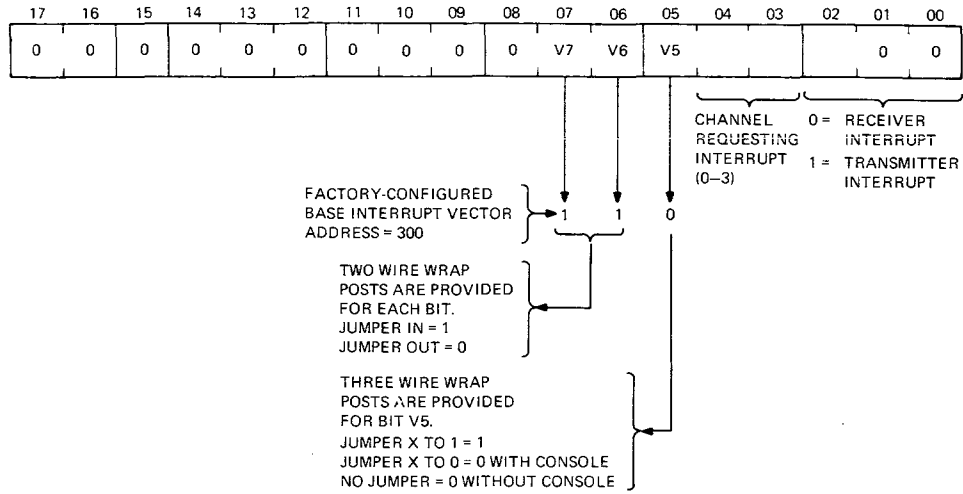 17 16 15 14 13 12 11 10 09 08 07 06 05 04 03 02 01 00
0 0 0 0 0 0 0 0 0 0 V7 V6 V5 0 0
CHANNEL
REQUESTING
INTERRUPT
(0–3)
0 = RECEIVER
INTERRUPT
1 = TRANSMITTER
INTERRUPT
FACTORY-CONFIGURED
BASE INTERRUPT VECTOR
ADDRESS = 300
1 1 0
TWO WIRE WRAP
POSTS ARE PROVIDED
FOR EACH BIT.
JUMPER IN = 1
JUMPER OUT = 0
THREE WIRE WRAP
POSTS ARE PROVIDED
FOR BIT V5.
JUMPER X TO 1 = 1
JUMPER X TO 0 = 0 WITH CONSOLE
NO JUMPER = 0 WITHOUT CONSOLE